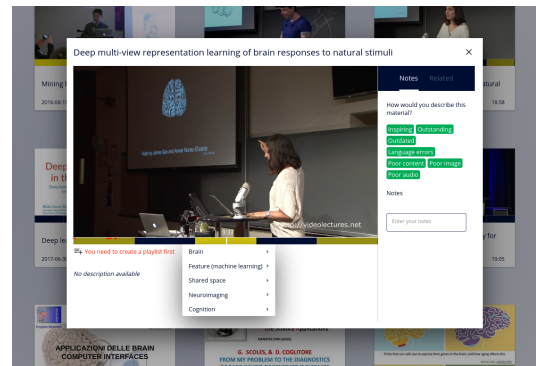 Deep multi-view representation learning of brain responses to natural stimuli
×
Mining
2016-06-1
tural
18:58
Notes
Related
How would you describe this
material?
Inspiring
Outstanding
Outdated
Language errors
Poor content
Poor image
Poor audio
Notes
Enter your notes
http://videolectures.net
You need to create a playlist first
No description available
Brain
Feature (machine learning)
Shared space
Neuroimaging
Cognition
Deep
in t
Deep lea
2017-06-30
y for
19:05
APPLICAZIONI DELLE BRAIN
COMPUTER INTERFACES
G. SCOLES, & D. COGLITORE
FROM MY PROBLEM TO THE DIAGNOSTICS